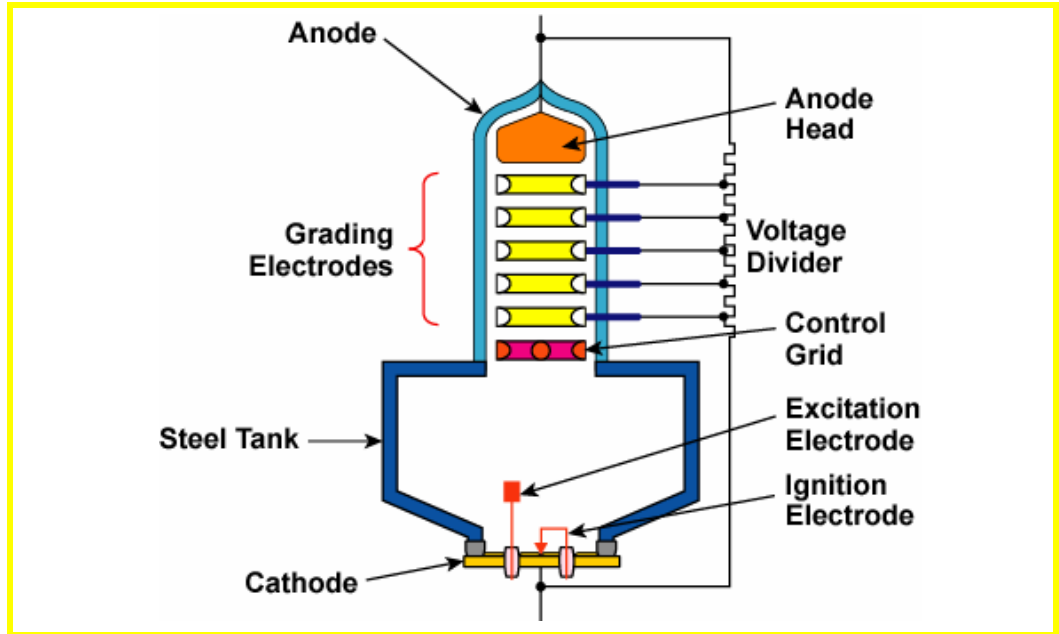 Anode
Anode
Head
Grading
Electrodes
Voltage
Divider
Control
Grid
Steel Tank
Excitation
Electrode
Ignition
Electrode
Cathode